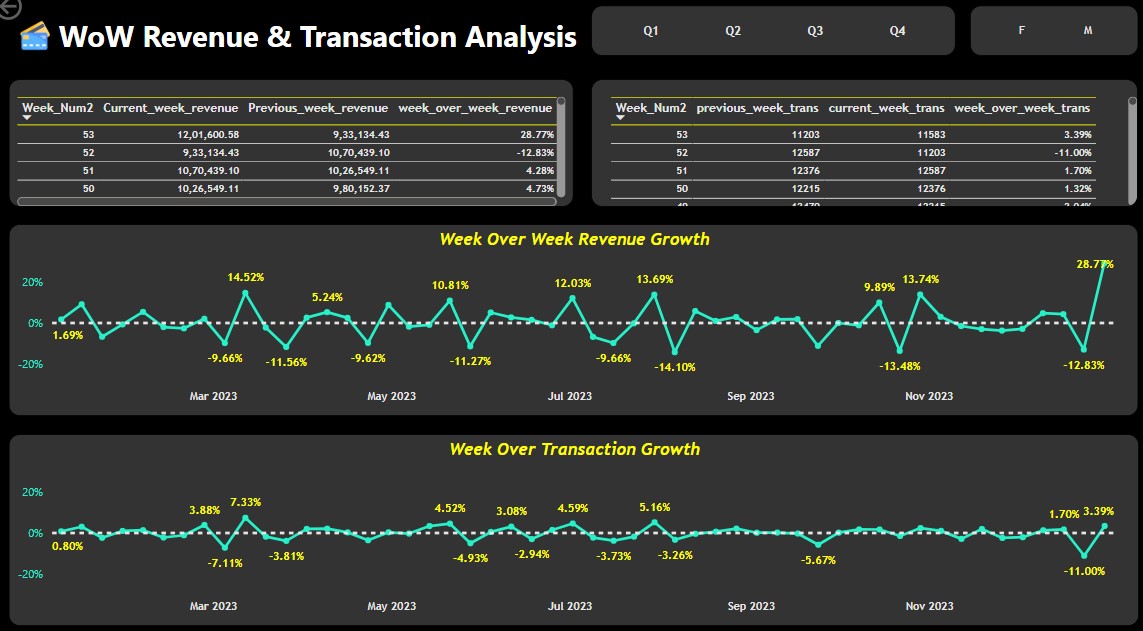 WoW Revenue & Transaction Analysis
Q1 Q2 Q3 Q4
F M
Week_Num2 Current_week_revenue Previous_week_revenue week_over_week_revenue
53 12,01,600.58 9,33,134.43 28.77%
52 9,33,134.43 10,70,439.10 -12.83%
51 10,70,439.10 10,26,549.11 4.28%
50 10,26,549.11 9,80,152.37 4.73%
Week_Num2 previous_week_trans current_week_trans week_over_week_trans
53 11203 11583 3.39%
52 12587 11203 -11.00%
51 12376 12587 1.70%
50 12215 12376 1.32%
Week Over Week Revenue Growth
20%
0%
-20%
1.69% -9.66% 14.52% -11.56% 5.24% -9.62% 10.81% -11.27% 12.03% -9.66% 13.69% -14.10% 9.89% -13.48% 13.74% -12.83% 28.77%
Mar 2023 May 2023 Jul 2023 Sep 2023 Nov 2023
Week Over Transaction Growth
20%
0%
-20%
0.80% 3.88% -7.11% 7.33% -3.81% 4.52% -4.93% 3.08% -2.94% 4.59% -3.73% 5.16% -3.26% -5.67% 1.70% -11.00% 3.39%
Mar 2023 May 2023 Jul 2023 Sep 2023 Nov 2023